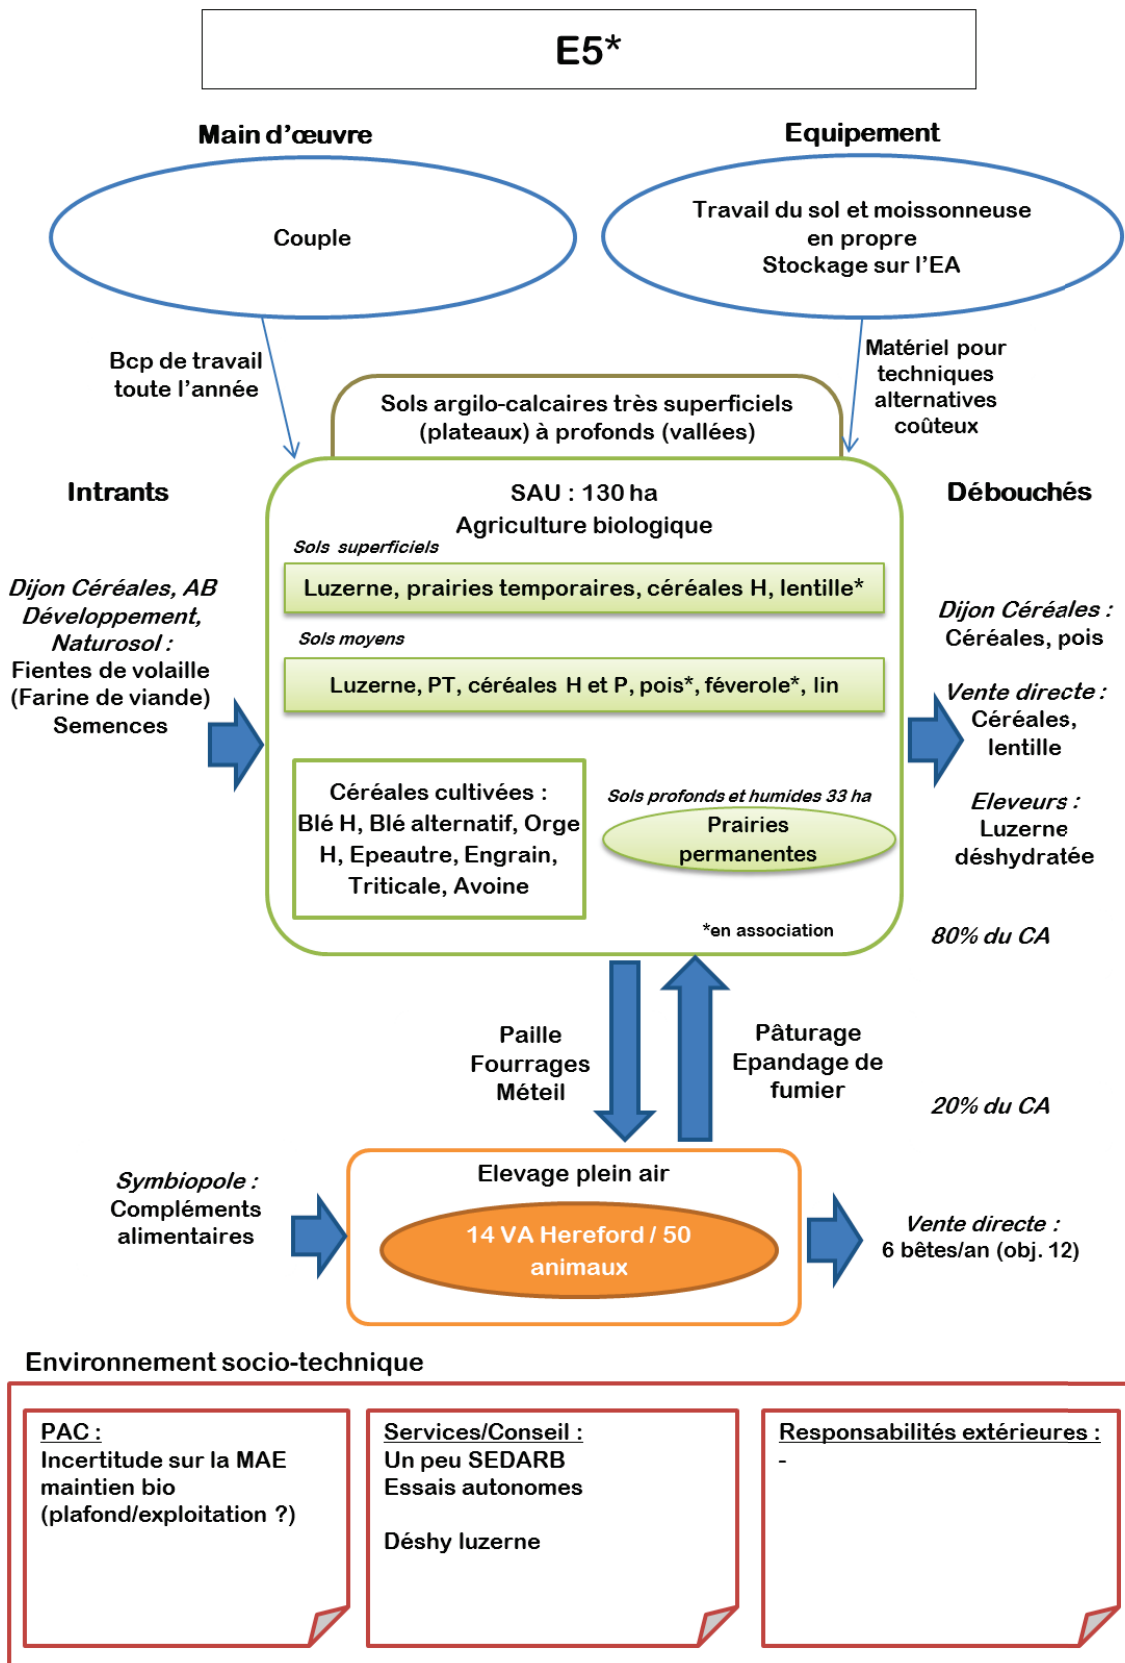 E5*
Main d'œuvre
Equipement
Couple
Travail du sol et moissonneuse
en propre
Stockage sur l'EA
Bcp de travail
toute l'année
Matériel pour
techniques
alternatives
coûteux
Sols argilo-calcaires très superficiels
(plateaux) à profonds (vallées)
Intrants
Débouchés
SAU : 130 ha
Agriculture biologique
Sols superficiels
Luzerne, prairies temporaires, céréales H, lentille*
Sols moyens
Luzerne, PT, céréales H et P, pois*, féverole*, lin
Dijon Céréales, AB
Développement,
Naturosol :
Fientes de volaille
(Farine de viande)
Semences
Dijon Céréales :
Céréales, pois
Vente directe :
Céréales,
lentille
Eleveurs :
Luzerne
déshydratée
Céréales cultivées :
Blé H, Blé alternatif, Orge
H, Epeautre, Engrain,
Triticale, Avoine
Sols profonds et humides 33 ha
Prairies
permanentes
*en association
80% du CA
Paille
Fourrages
Méteil
Pâturage
Epandage de
fumier
20% du CA
Elevage plein air
14 VA Hereford / 50
animaux
Symbiopole :
Compléments
alimentaires
Vente directe :
6 bêtes/an (obj. 12)
Environnement socio-technique
PAC :
Incertitude sur la MAE
maintien bio
(plafond/exploitation ?)
Services/Conseil :
Un peu SEDARB
Essais autonomes
Déshy luzerne
Responsabilités extérieures :
-